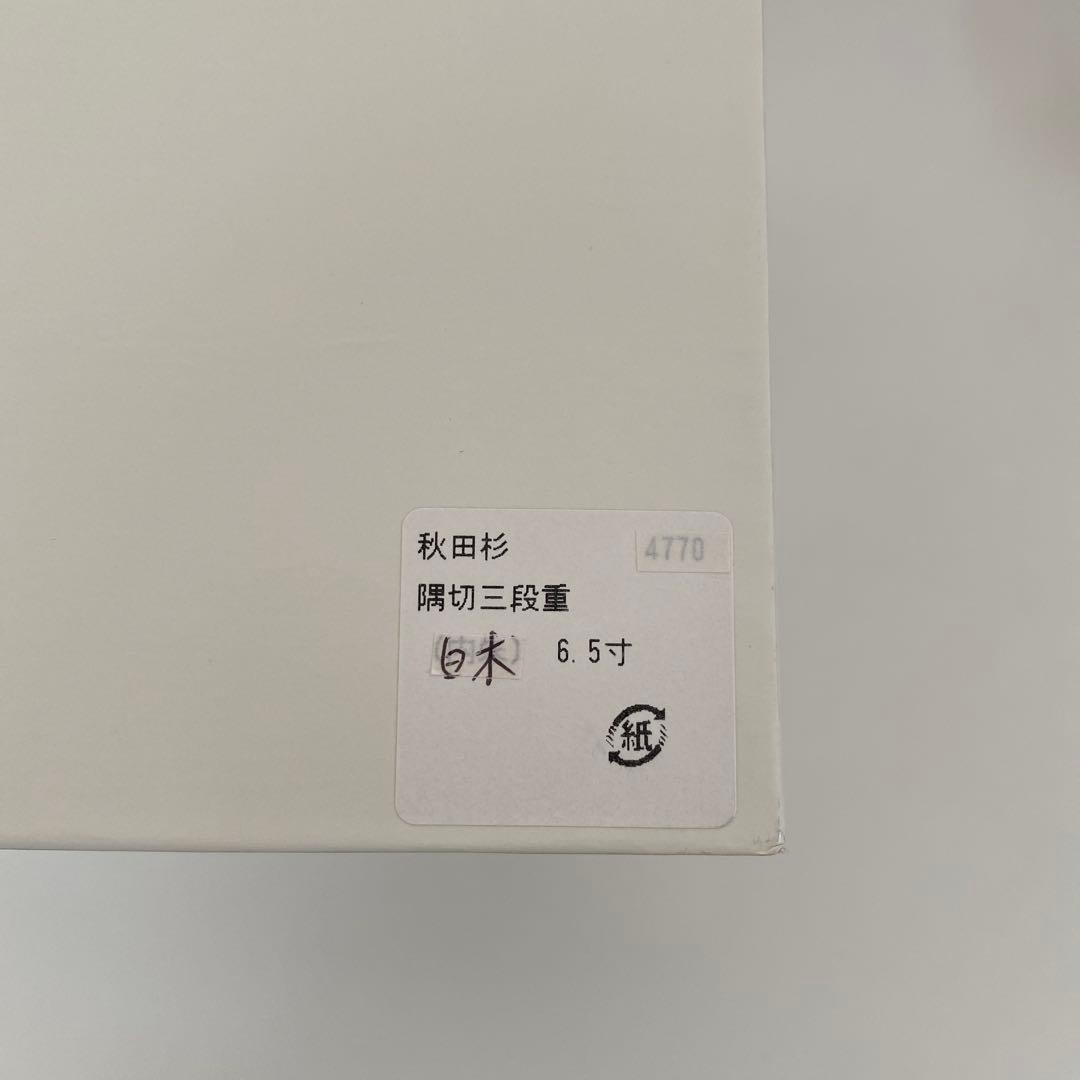 秋田杉 4770
隅切三段重
白木 6.5寸
紙